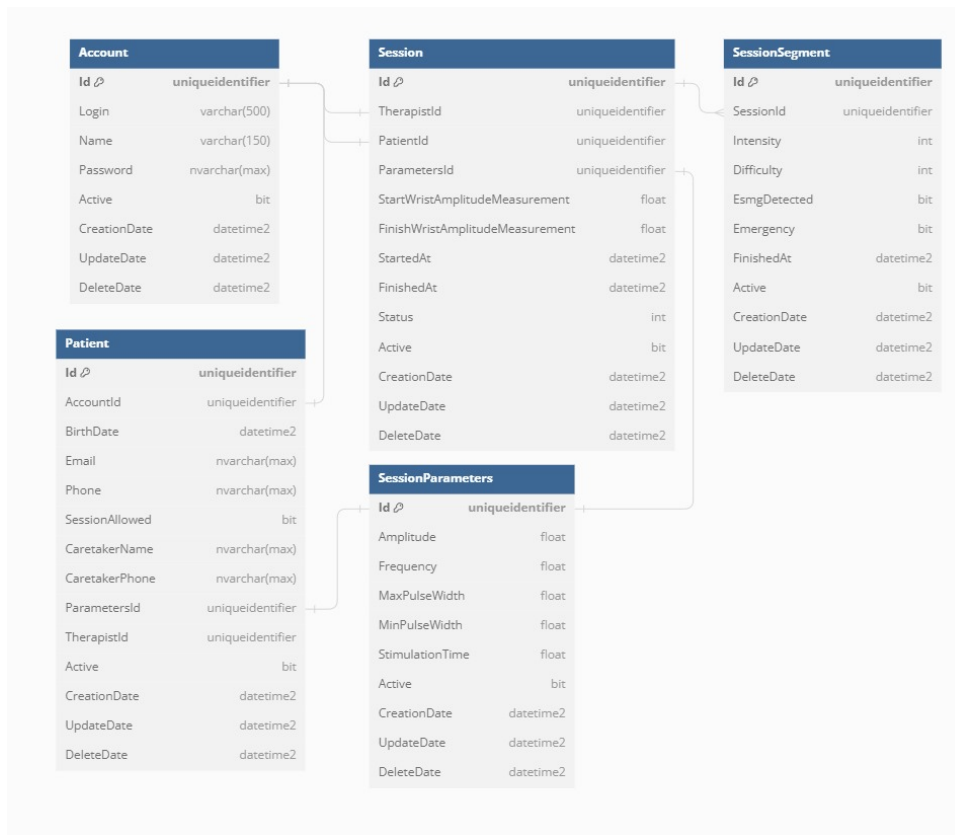 Account
Id uniqueidentifier
Login varchar(500)
Name varchar(150)
Password nvarchar(max)
Active bit
CreationDate datetime2
UpdateDate datetime2
DeleteDate datetime2
Patient
Id uniqueidentifier
AccountId uniqueidentifier
BirthDate datetime2
Email nvarchar(max)
Phone nvarchar(max)
SessionAllowed bit
CaretakerName nvarchar(max)
CaretakerPhone nvarchar(max)
ParametersId uniqueidentifier
TherapistId uniqueidentifier
Active bit
CreationDate datetime2
UpdateDate datetime2
DeleteDate datetime2
Session
Id uniqueidentifier
TherapistId uniqueidentifier
PatientId uniqueidentifier
ParametersId uniqueidentifier
StartWristAmplitudeMeasurement float
FinishWristAmplitudeMeasurement float
StartedAt datetime2
FinishedAt datetime2
Status int
Active bit
CreationDate datetime2
UpdateDate datetime2
DeleteDate datetime2
SessionParameters
Id uniqueidentifier
Amplitude float
Frequency float
MaxPulseWidth float
MinPulseWidth float
StimulationTime float
Active bit
CreationDate datetime2
UpdateDate datetime2
DeleteDate datetime2
SessionSegment
Id uniqueidentifier
SessionId uniqueidentifier
Intensity int
Difficulty int
EsmgDetected bit
Emergency bit
FinishedAt datetime2
Active bit
CreationDate datetime2
UpdateDate datetime2
DeleteDate datetime2